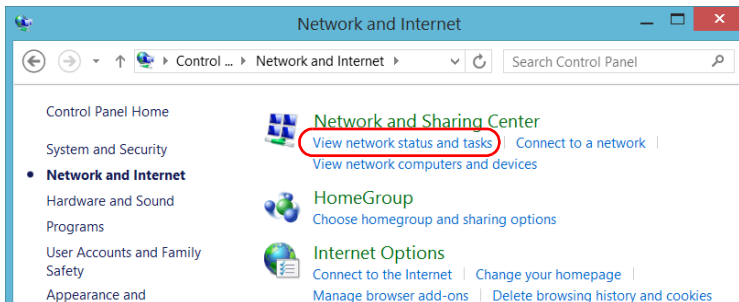 Network and Internet
Control ... Network and Internet
Search Control Panel
Control Panel Home
System and Security
Network and Internet
Hardware and Sound
Programs
User Accounts and Family
Safety
Appearance and
Network and Sharing Center
View network status and tasks Connect to a network
View network computers and devices
HomeGroup
Choose homegroup and sharing options
Internet Options
Connect to the Internet Change your homepage
Manage browser add-ons Delete browsing history and cookies